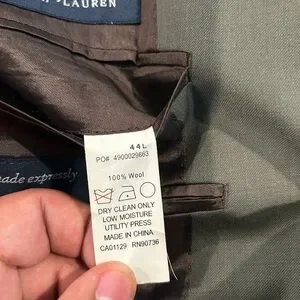 LAUREN
44L
PO# 4900029663
100% Wool
DRY CLEAN ONLY
LOW MOISTURE
UTILITY PRESS
MADE IN CHINA
CA01129 RN90736
made expressly